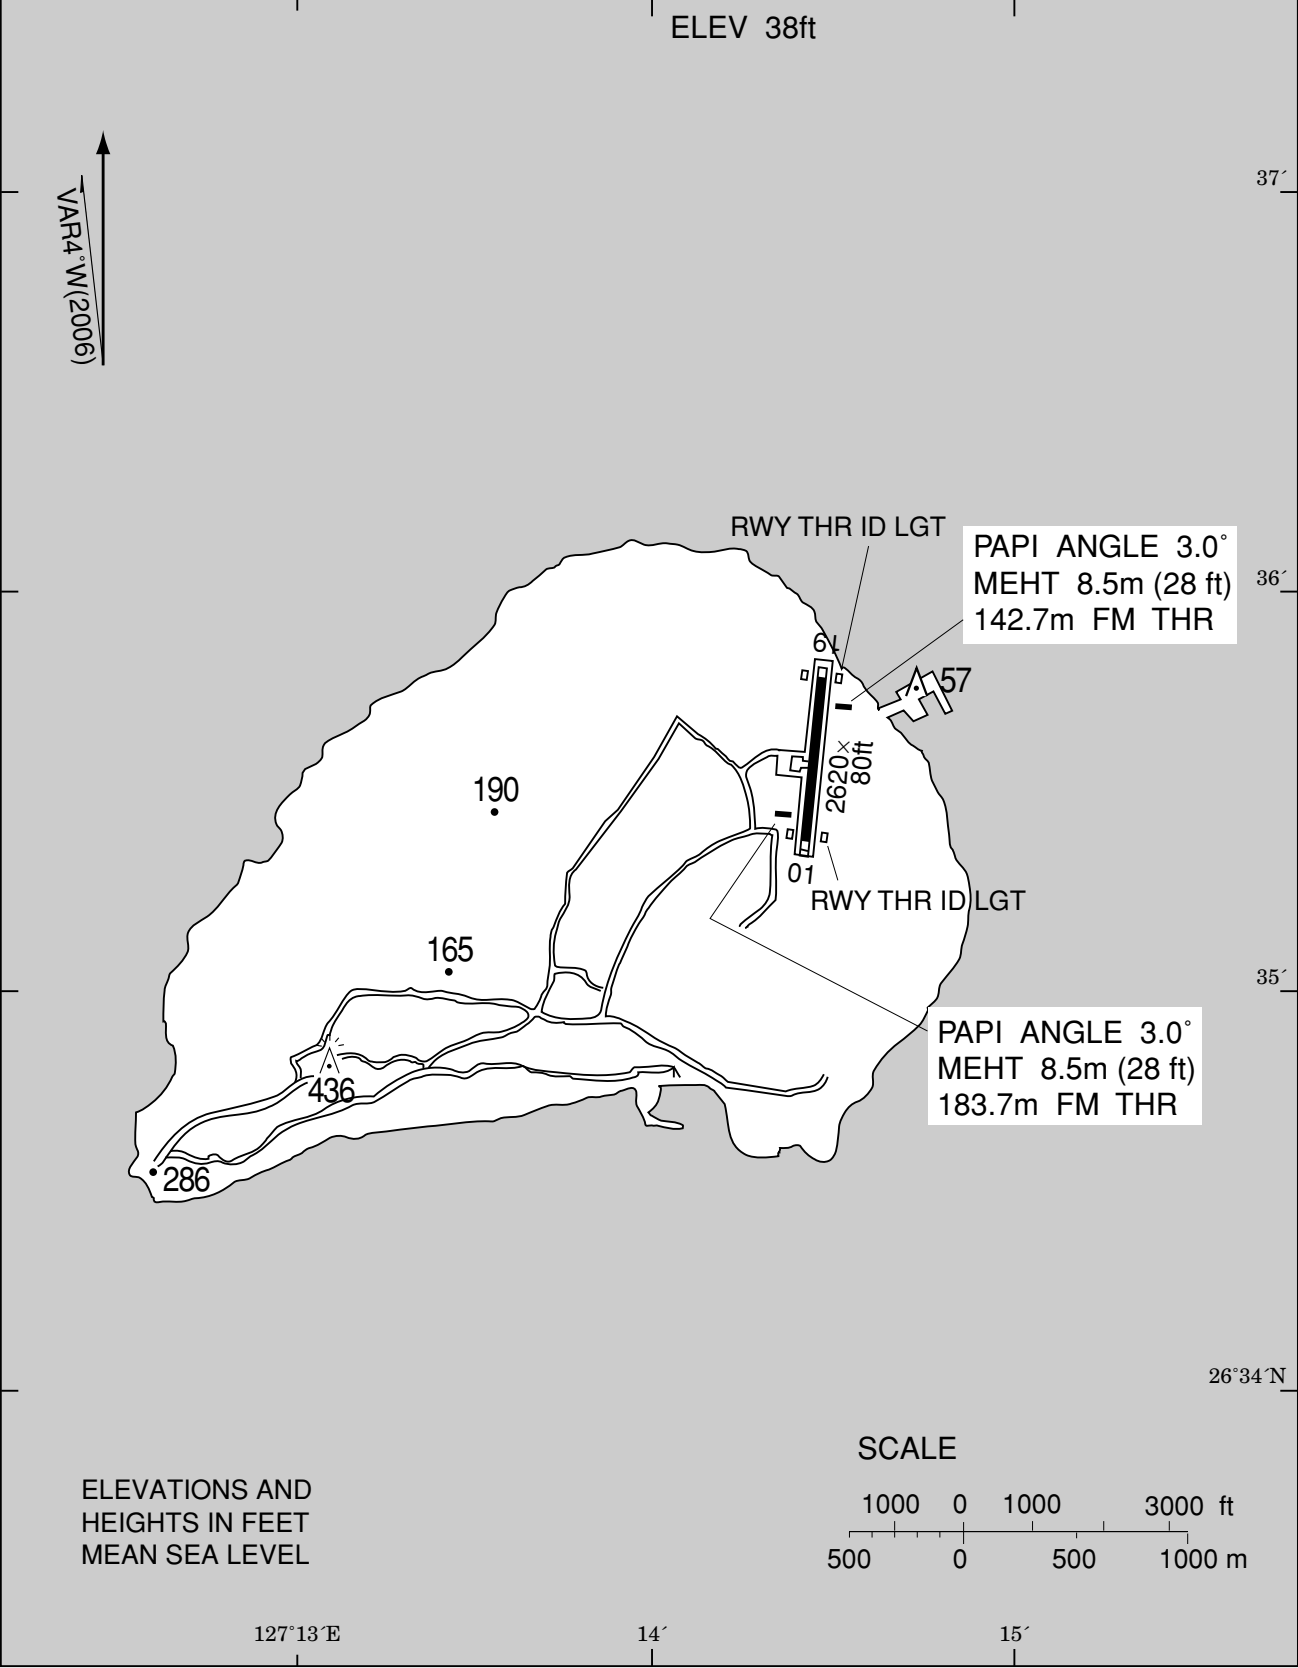 ELEV 38ft
37´
VAR4˚W(2006)
RWY THR ID LGT
PAPI ANGLE 3.0˚
MEHT 8.5m (28 ft)
142.7m FM THR
36´
19
57
2620×
80ft
190
01
RWY THR ID LGT
165
35´
PAPI ANGLE 3.0˚
MEHT 8.5m (28 ft)
183.7m FM THR
436
286
26˚34´N
SCALE
1000 0 1000 3000 ft
500 0 500 1000 m
ELEVATIONS AND
HEIGHTS IN FEET
MEAN SEA LEVEL
127˚13´E
14´
15´